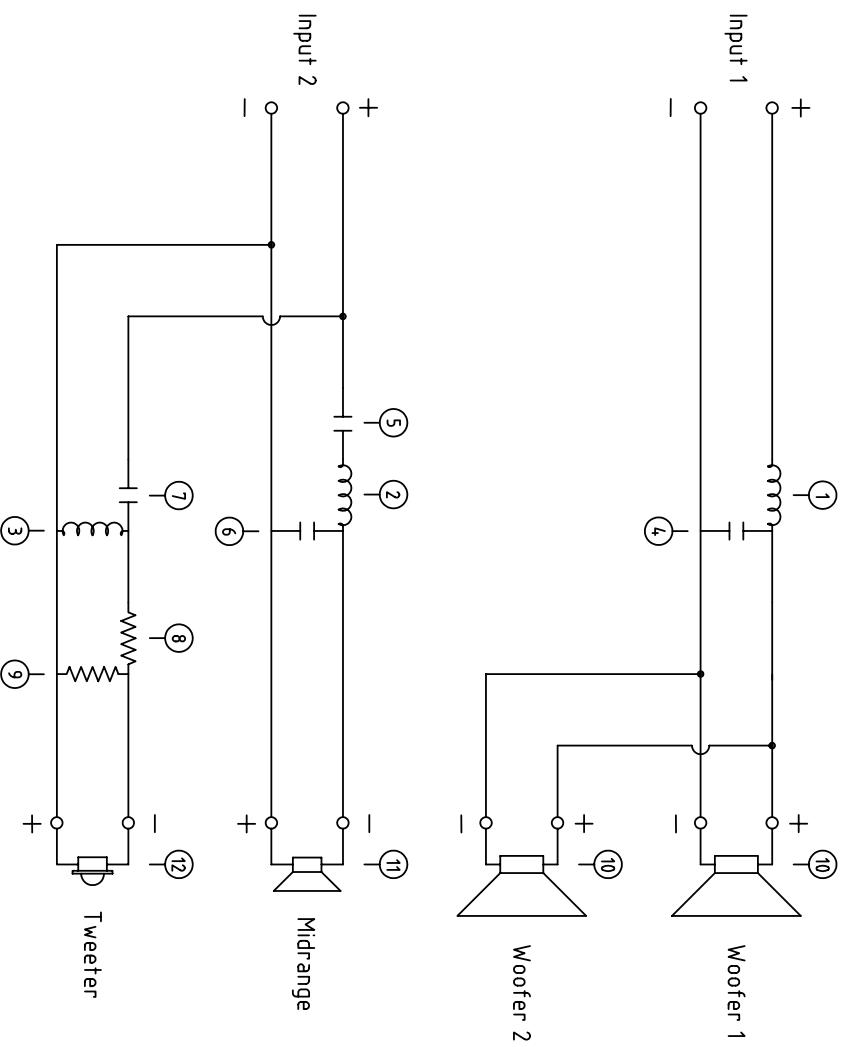 1 10
+ +
Input 1 Woofer 1
− −
4
10
+
Woofer 2
−
5 2 11
+ −
Input 2 Midrange
− +
6
7 8 12
−
Tweeter
+
3 9